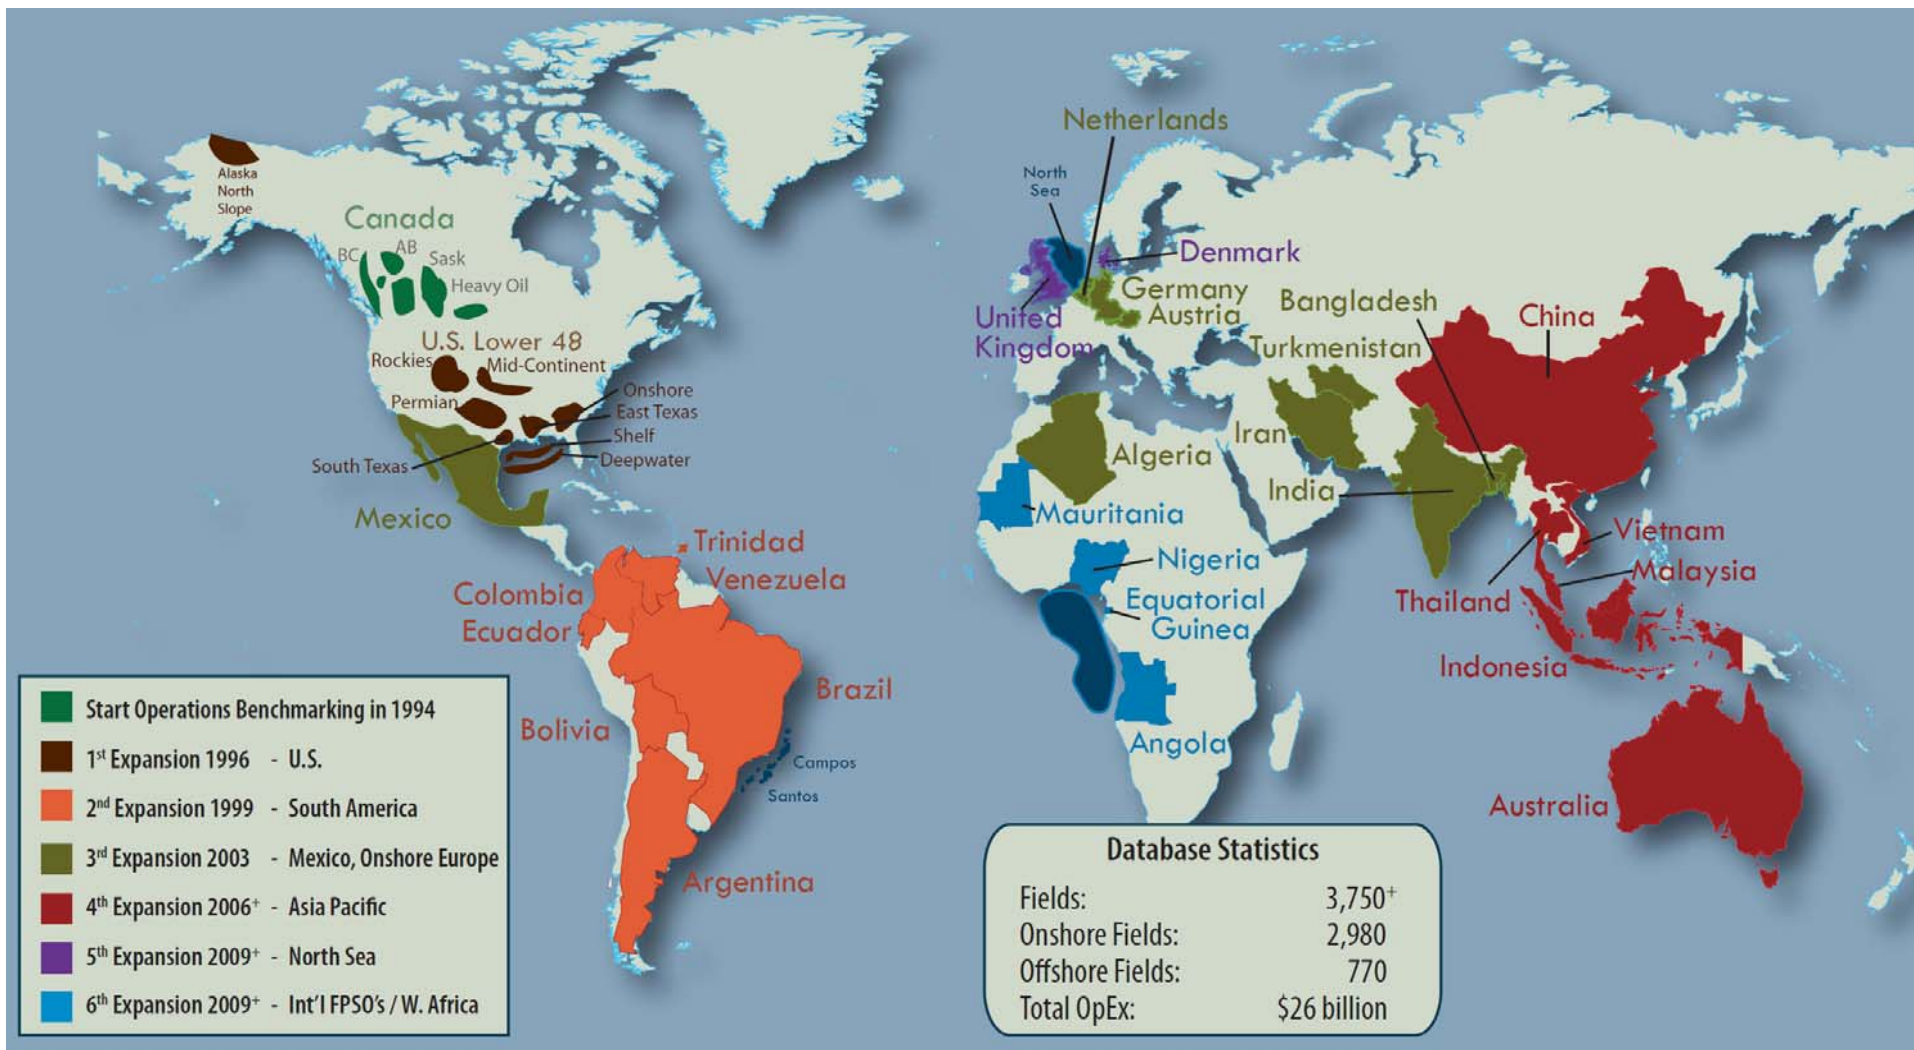 Alaska
North
Slope
Canada
BC
AB
Sask
Heavy Oil
U.S. Lower 48
Rockies
Mid-Continent
Permian
Onshore
East Texas
Shelf
Deepwater
South Texas
Mexico
Trinidad
Venezuela
Colombia
Ecuador
Brazil
Bolivia
Campos
Santos
Argentina
Netherlands
North
Sea
Denmark
Germany
Austria
United
Kingdom
Bangladesh
China
Turkmenistan
Iran
Algeria
India
Mauritania
Nigeria
Equatorial
Guinea
Angola
Vietnam
Malaysia
Thailand
Indonesia
Australia
Start Operations Benchmarking in 1994
1st Expansion 1996 - U.S.
2nd Expansion 1999 - South America
3rd Expansion 2003 - Mexico, Onshore Europe
4th Expansion 2006+ - Asia Pacific
5th Expansion 2009+ - North Sea
6th Expansion 2009+ - Int'l FPSO's / W. Africa
Database Statistics
Fields: 3,750+
Onshore Fields: 2,980
Offshore Fields: 770
Total OpEx: $26 billion